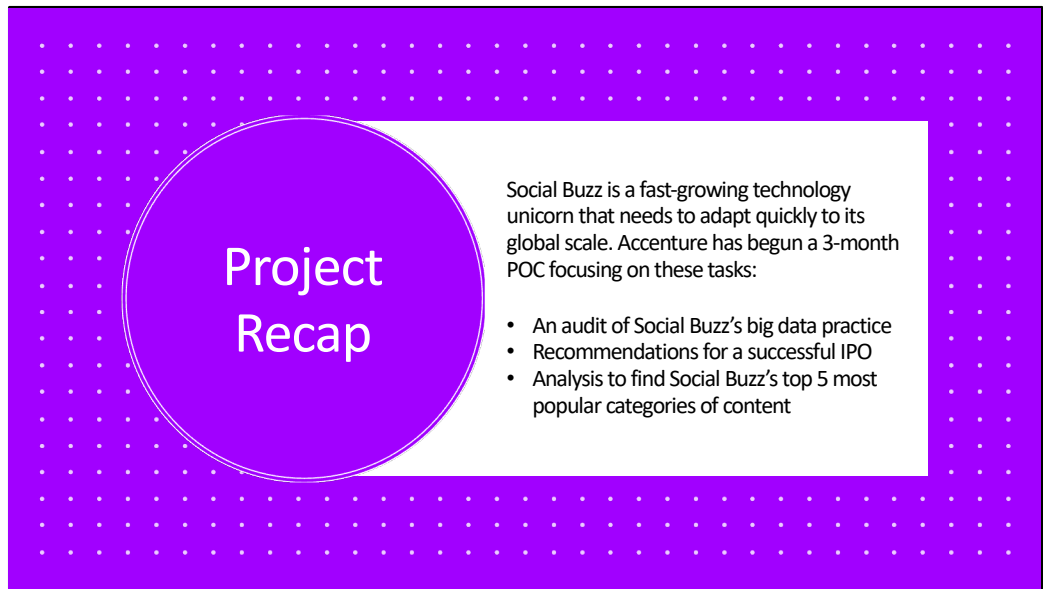 Project
Recap
Social Buzz is a fast-growing technology
unicorn that needs to adapt quickly to its
global scale. Accenture has begun a 3-month
POC focusing on these tasks:
• An audit of Social Buzz’s big data practice
• Recommendations for a successful IPO
• Analysis to find Social Buzz’s top 5 most
popular categories of content